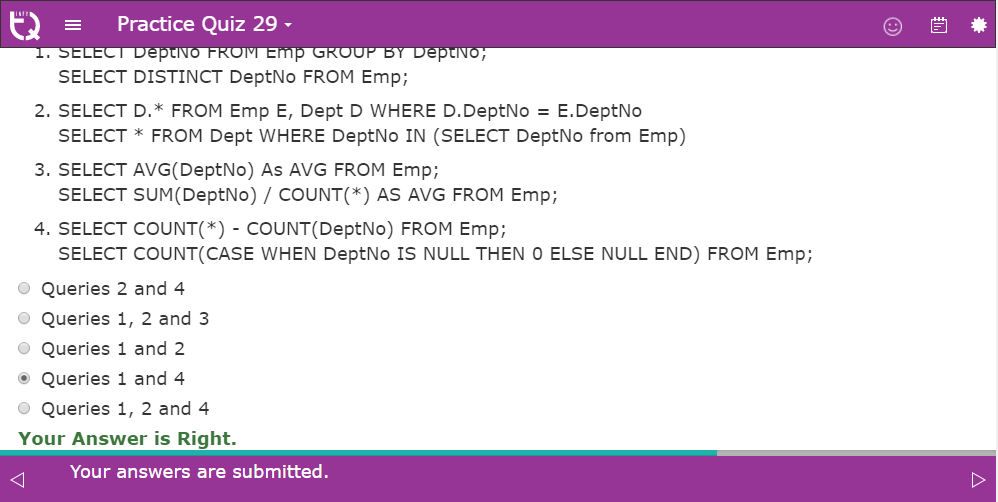 INFY
TQ
Practice Quiz 29
1. SELECT DeptNo FROM Emp GROUP BY DeptNo;
SELECT DISTINCT DeptNo FROM Emp;
2. SELECT D.* FROM Emp E, Dept D WHERE D.DeptNo = E.DeptNo
SELECT * FROM Dept WHERE DeptNo IN (SELECT DeptNo from Emp)
3. SELECT AVG(DeptNo) As AVG FROM Emp;
SELECT SUM(DeptNo) / COUNT(*) AS AVG FROM Emp;
4. SELECT COUNT(*) - COUNT(DeptNo) FROM Emp;
SELECT COUNT(CASE WHEN DeptNo IS NULL THEN 0 ELSE NULL END) FROM Emp;
Queries 2 and 4
Queries 1, 2 and 3
Queries 1 and 2
Queries 1 and 4
Queries 1, 2 and 4
Your Answer is Right.
Your answers are submitted.